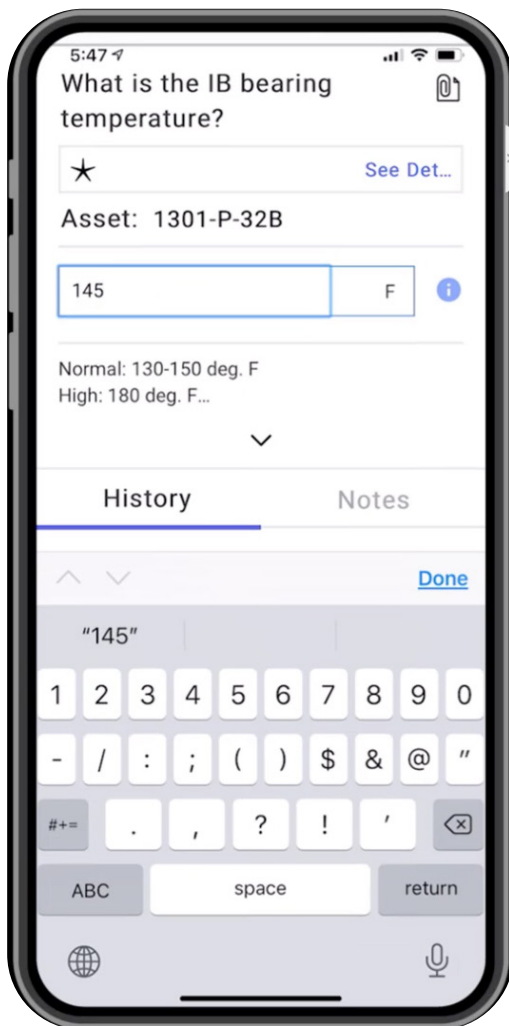 5:47
What is the IB bearing
temperature?
See Det...
Asset: 1301-P-32B
145 F
Normal: 130-150 deg. F
High: 180 deg. F...
History Notes
Done
"145"
1 2 3 4 5 6 7 8 9 0
- / : ; ( ) $ & @ "
#+= . , ? ! '
ABC space return